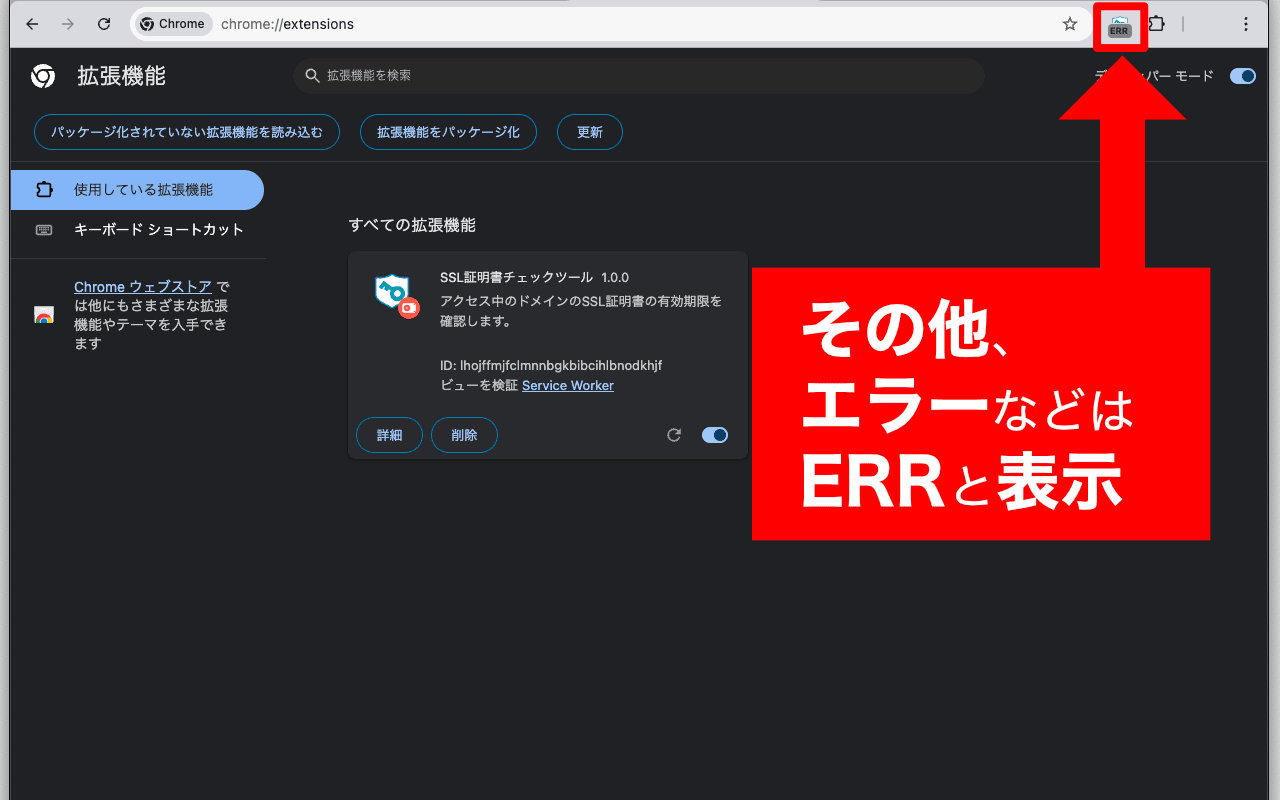 Chrome
chrome://extensions
ERR
拡張機能
拡張機能を検索
パー モード
パッケージ化されていない拡張機能を読み込む
拡張機能をパッケージ化
更新
使用している拡張機能
キーボード ショートカット
Chrome ウェブストア で
は他にもさまざまな拡張
機能やテーマを入手でき
ます
すべての拡張機能
SSL証明書チェックツール 1.0.0
アクセス中のドメインのSSL証明書の有効期限を
確認します。
ID: lhojffmjfclmnnbgkbibcihlbnodkhjf
ビューを検証 Service Worker
詳細
削除
その他、
エラーなどは
ERRと表示